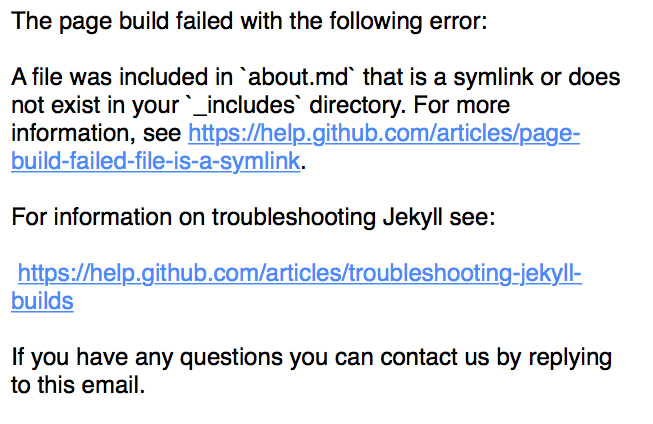 The page build failed with the following error:
A file was included in `about.md` that is a symlink or does
not exist in your `_includes` directory. For more
information, see https://help.github.com/articles/page-
build-failed-file-is-a-symlink.
For information on troubleshooting Jekyll see:
https://help.github.com/articles/troubleshooting-jekyll-
builds
If you have any questions you can contact us by replying
to this email.